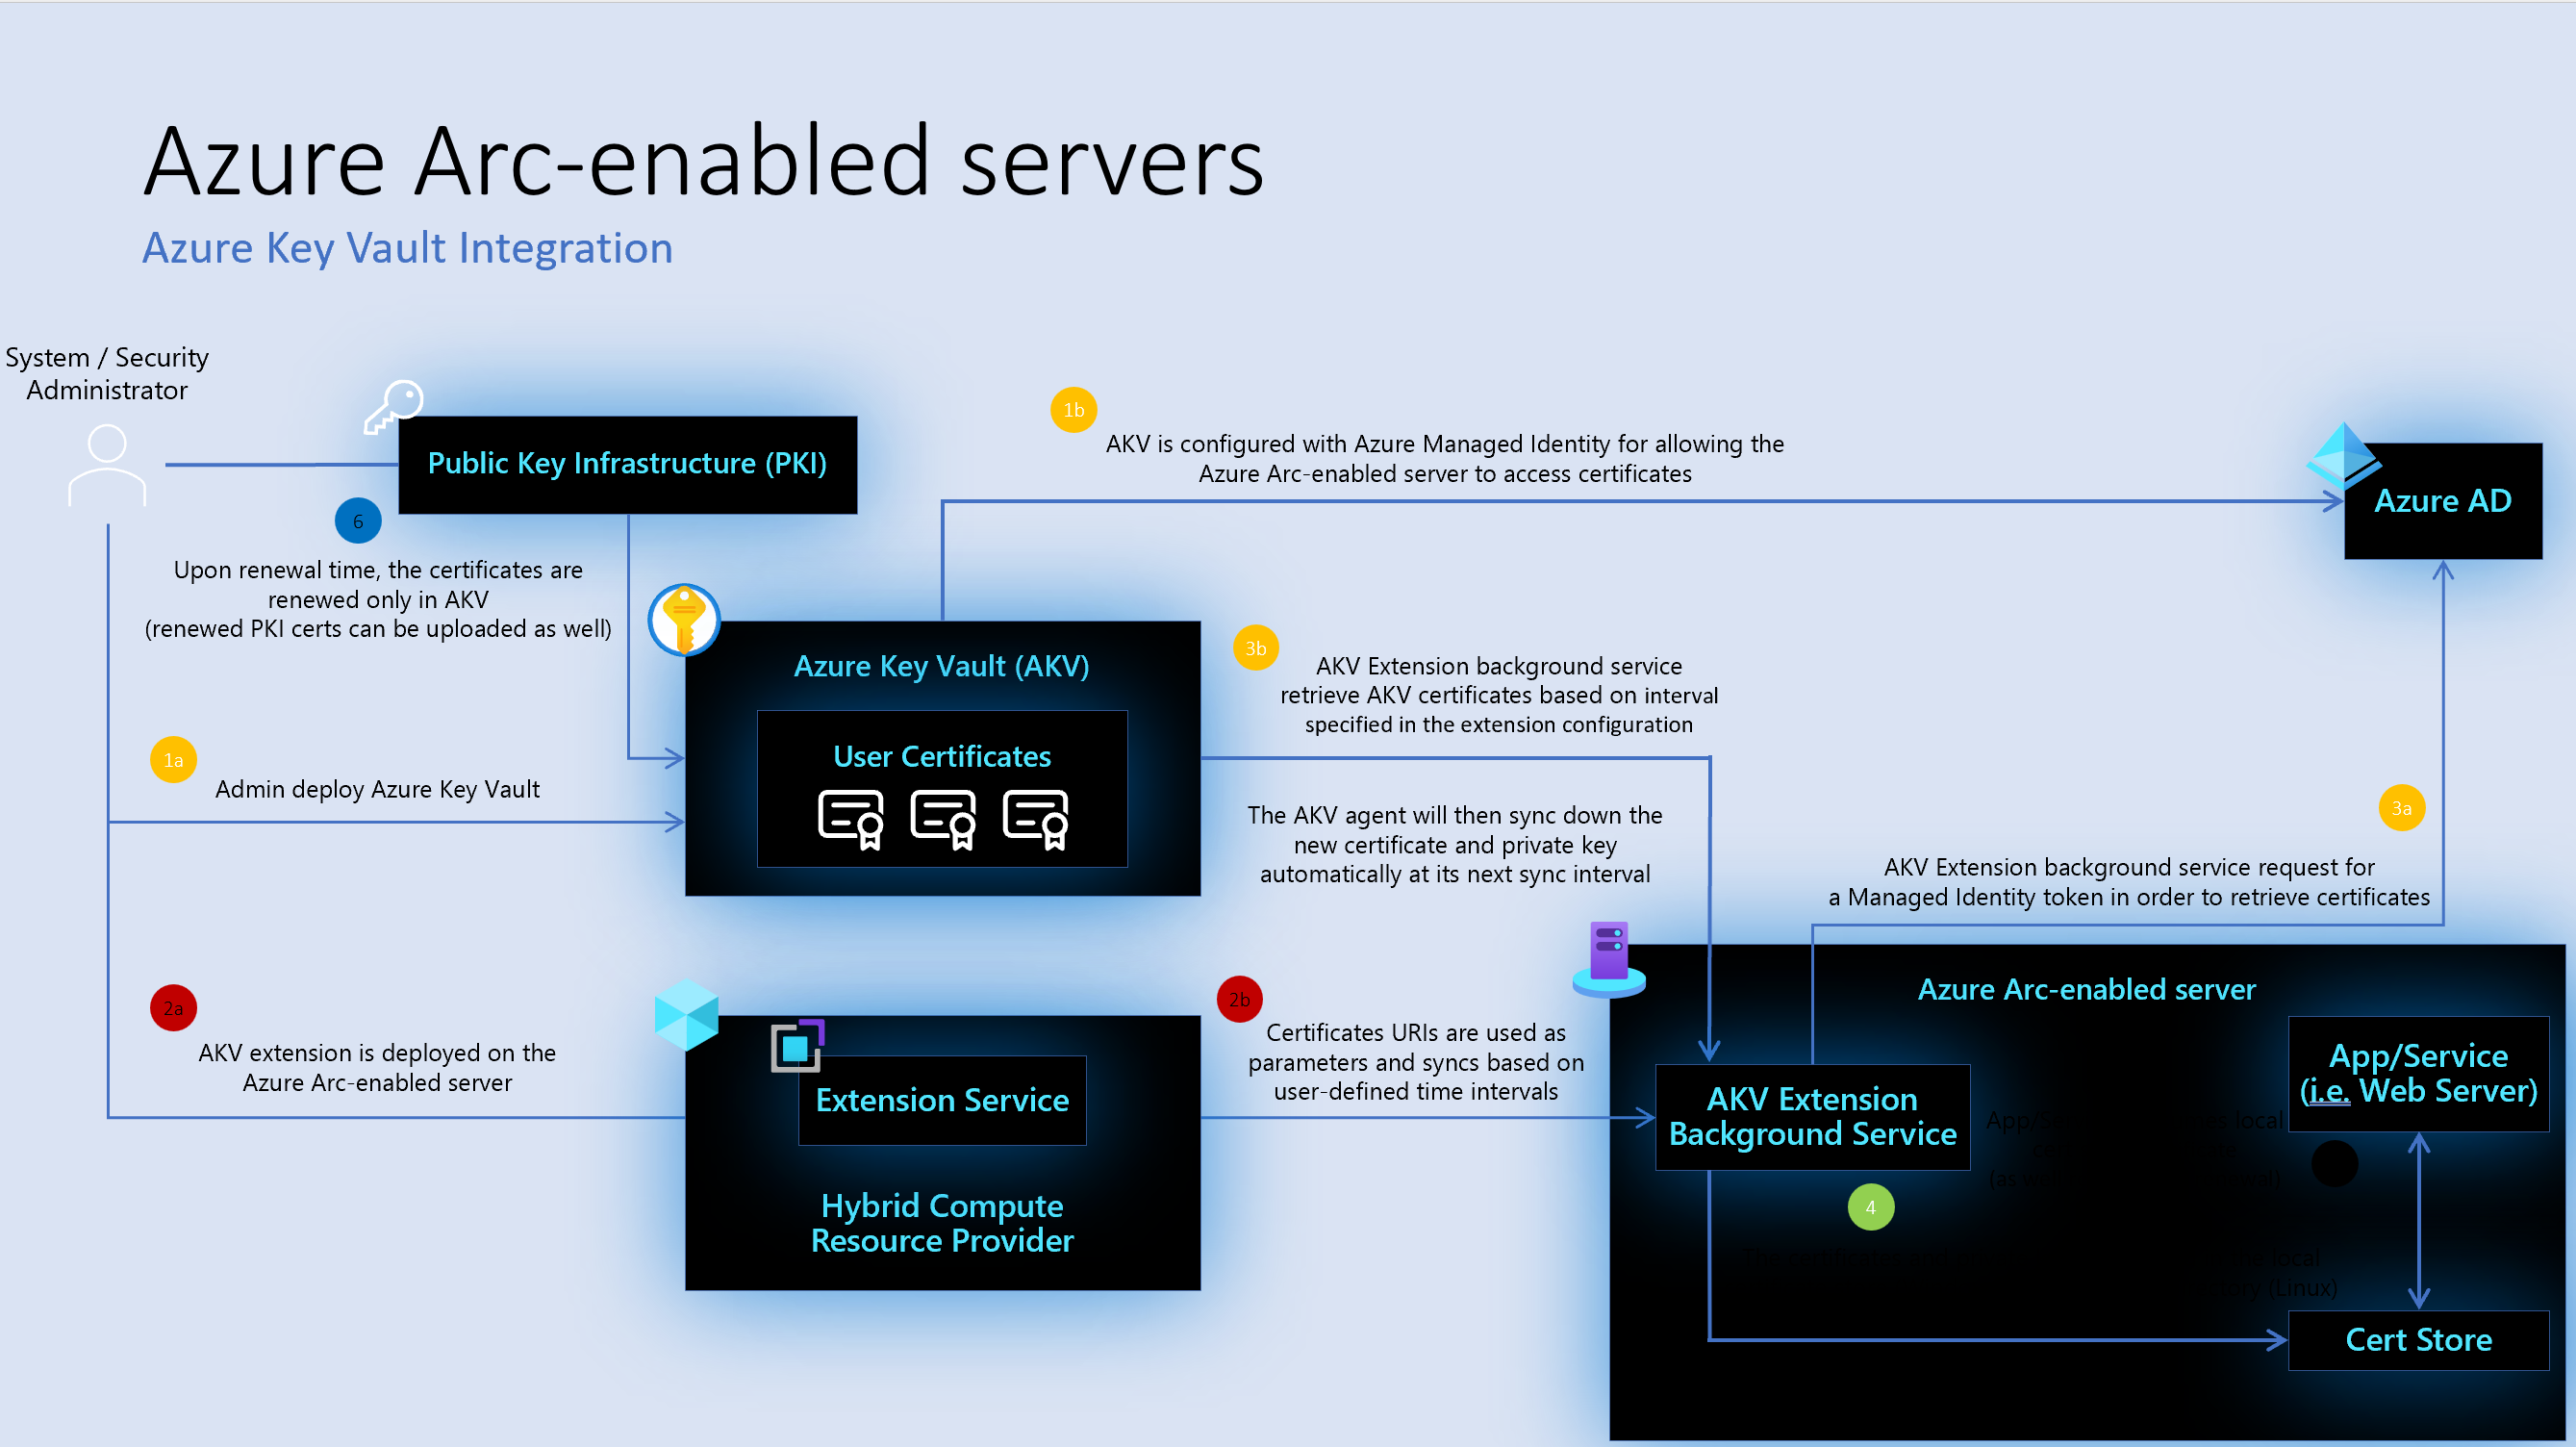 Azure Arc-enabled servers
Azure Key Vault Integration
System / Security
Administrator
Public Key Infrastructure (PKI)
1b
AKV is configured with Azure Managed Identity for allowing the
Azure Arc-enabled server to access certificates
Azure AD
6
Upon renewal time, the certificates are
renewed only in AKV
(renewed PKI certs can be uploaded as well)
Azure Key Vault (AKV)
User Certificates
3b
AKV Extension background service
retrieve AKV certificates based on interval
specified in the extension configuration
1a
Admin deploy Azure Key Vault
The AKV agent will then sync down the
new certificate and private key
automatically at its next sync interval
3a
AKV Extension background service request for
a Managed Identity token in order to retrieve certificates
2a
AKV extension is deployed on the
Azure Arc-enabled server
Extension Service
Hybrid Compute
Resource Provider
2b
Certificates URIs are used as
parameters and syncs based on
user-defined time intervals
Azure Arc-enabled server
AKV Extension
Background Service
App/Service
(i.e. Web Server)
local
4
local
(Linux)
Cert Store